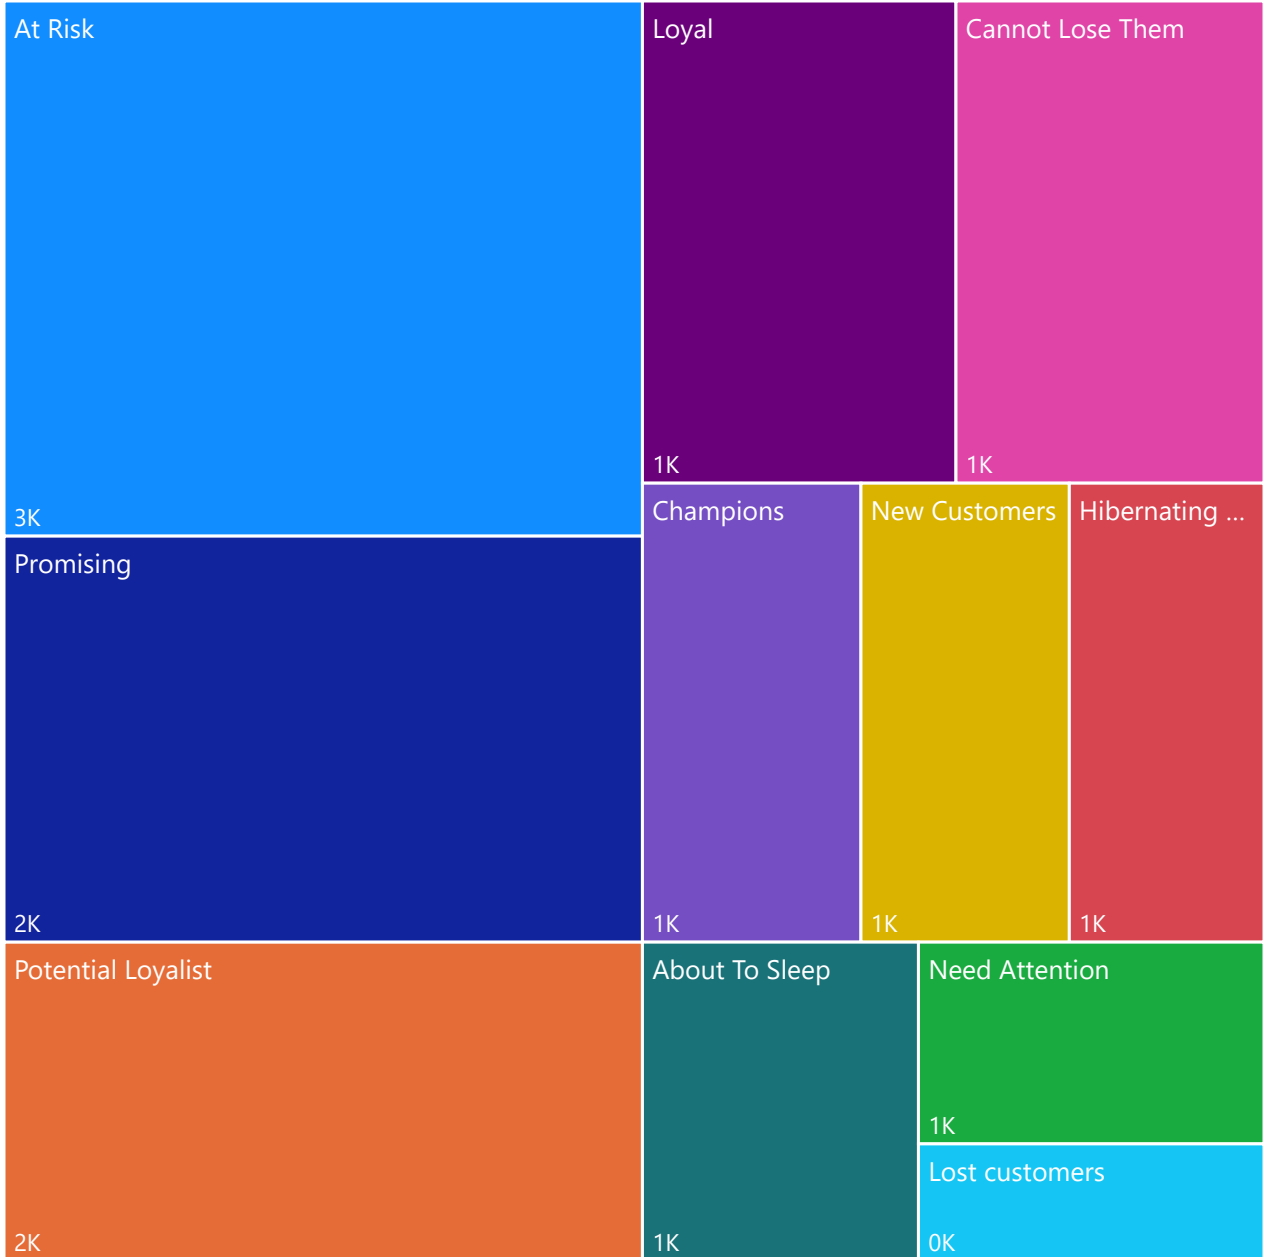 At Risk
3K
Promising
2K
Potential Loyalist
2K
Loyal
1K
Cannot Lose Them
1K
Champions
1K
New Customers
1K
Hibernating ...
1K
About To Sleep
1K
Need Attention
1K
Lost customers
0K